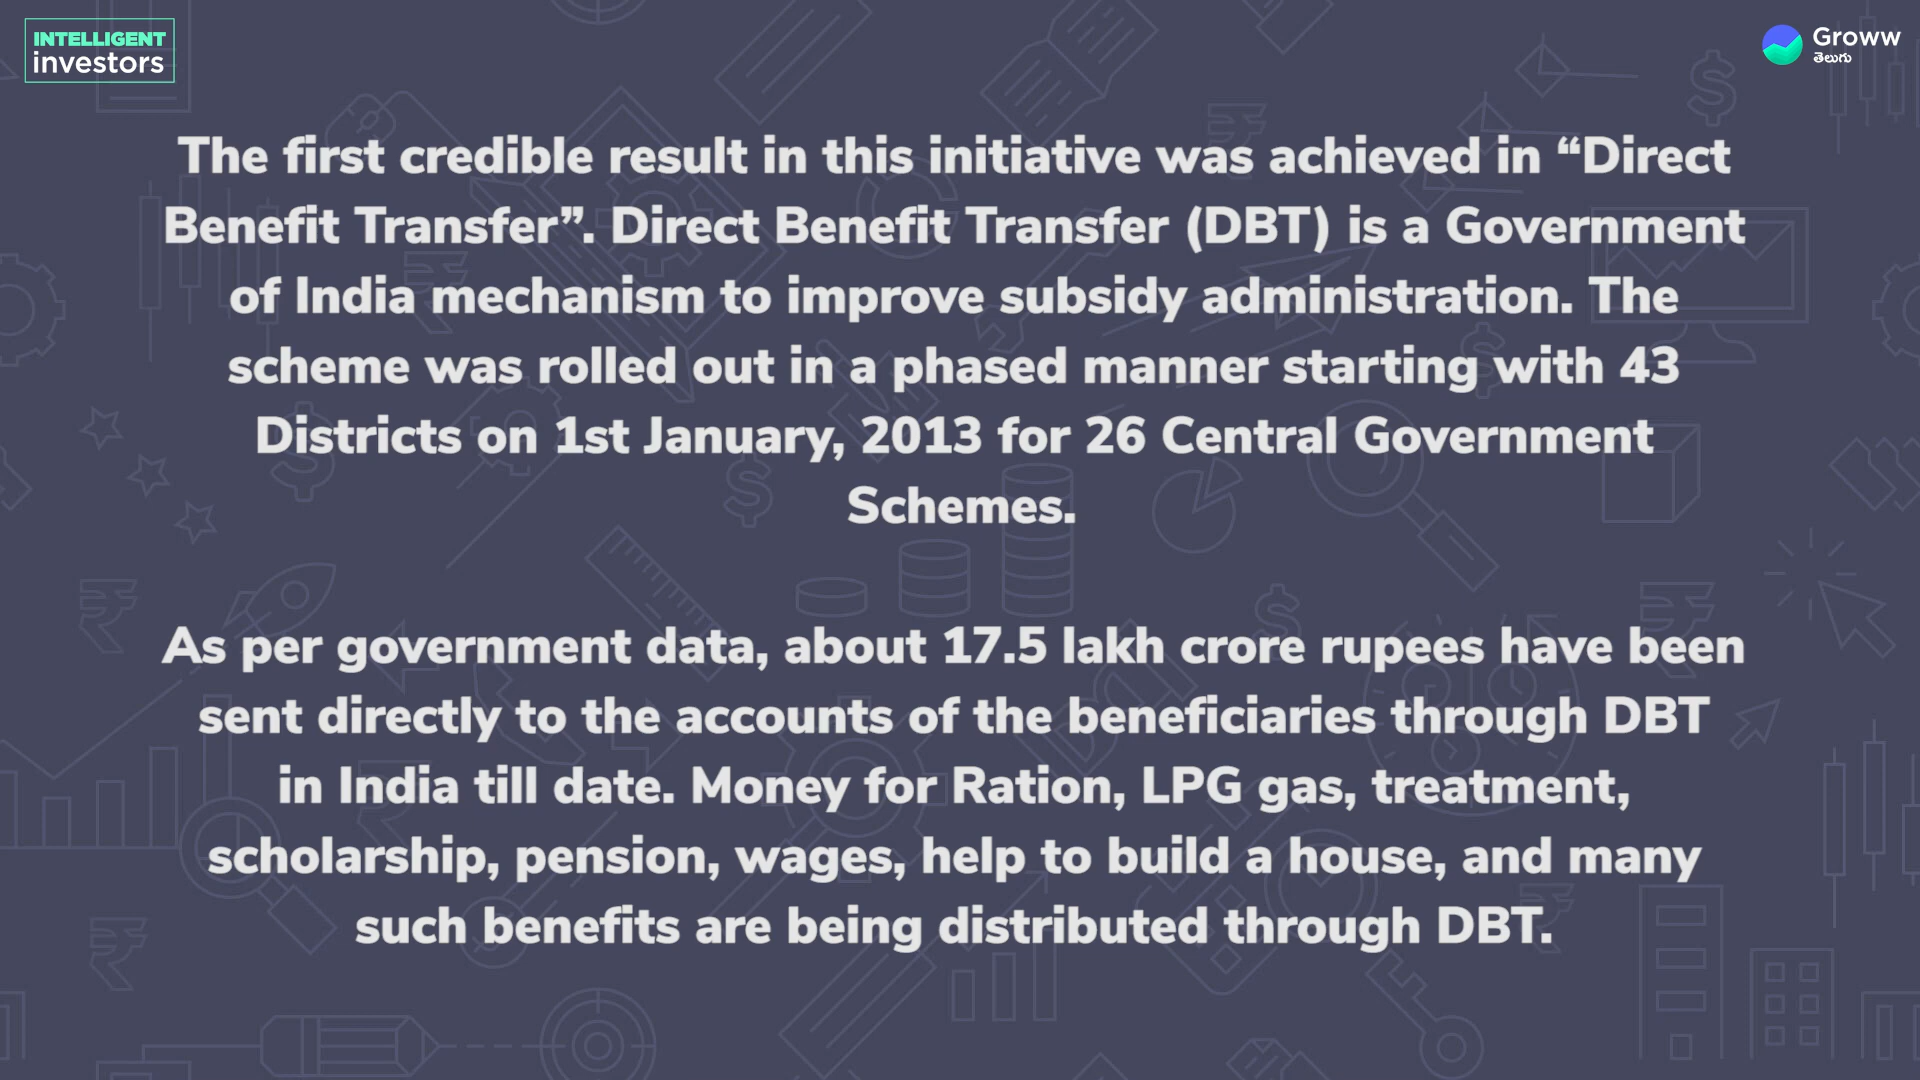 INTELLIGENT
investors
Groww
తెలుగు
The first credible result in this initiative was achieved in “Direct
Benefit Transfer”. Direct Benefit Transfer (DBT) is a Government
of India mechanism to improve subsidy administration. The
scheme was rolled out in a phased manner starting with 43
Districts on 1st January, 2013 for 26 Central Government
Schemes.
As per government data, about 17.5 lakh crore rupees have been
sent directly to the accounts of the beneficiaries through DBT
in India till date. Money for Ration, LPG gas, treatment,
scholarship, pension, wages, help to build a house, and many
such benefits are being distributed through DBT.